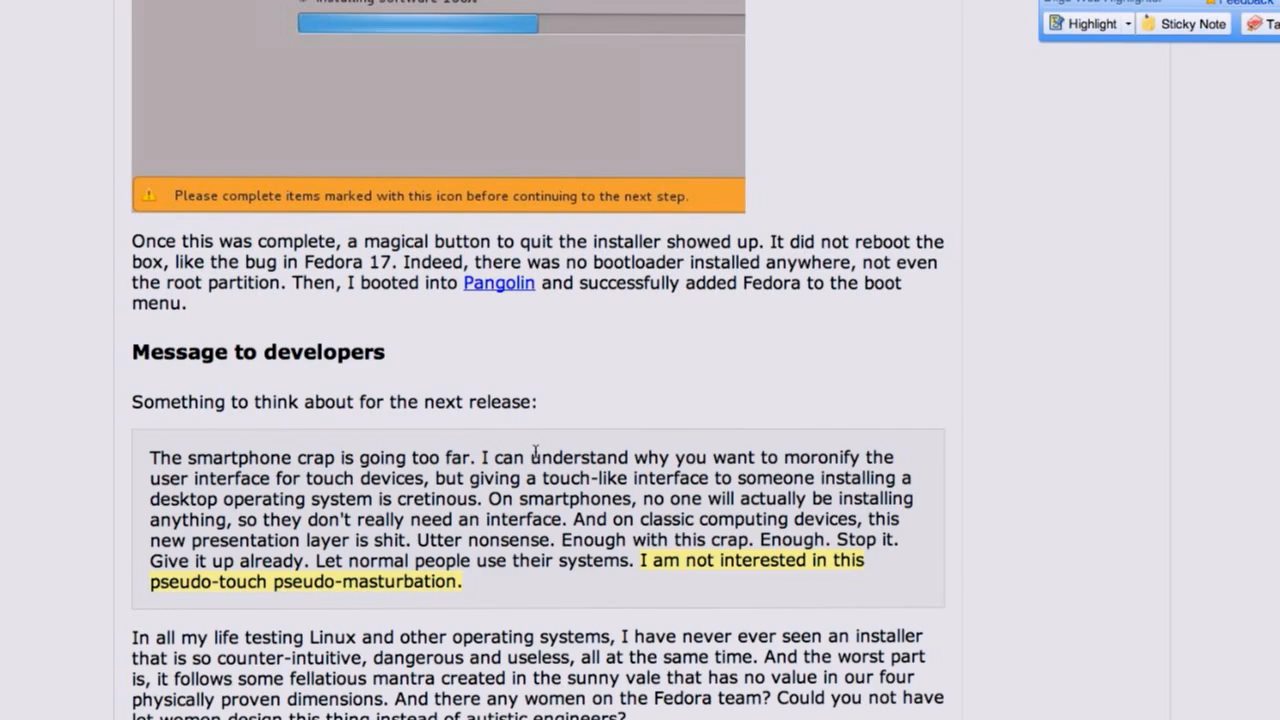 Feedback
Highlight
Sticky Note
Please complete items marked with this icon before continuing to the next step.
Once this was complete, a magical button to quit the installer showed up. It did not reboot the
box, like the bug in Fedora 17. Indeed, there was no bootloader installed anywhere, not even
the root partition. Then, I booted into Pangolin and successfully added Fedora to the boot
menu.
Message to developers
Something to think about for the next release:
The smartphone crap is going too far. I can understand why you want to moronify the
user interface for touch devices, but giving a touch-like interface to someone installing a
desktop operating system is cretinous. On smartphones, no one will actually be installing
anything, so they don't really need an interface. And on classic computing devices, this
new presentation layer is shit. Utter nonsense. Enough with this crap. Enough. Stop it.
Give it up already. Let normal people use their systems. I am not interested in this
pseudo-touch pseudo-masturbation.
In all my life testing Linux and other operating systems, I have never ever seen an installer
that is so counter-intuitive, dangerous and useless, all at the same time. And the worst part
is, it follows some fellatious mantra created in the sunny vale that has no value in our four
physically proven dimensions. And there any women on the Fedora team? Could you not have
let women design this thing instead of autistic engineers?